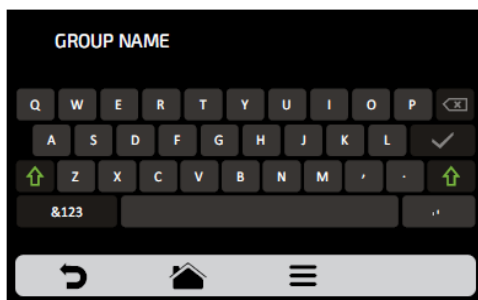 GROUP NAME
Q W E R T Y U I O P
A S D F G H J K L
Z X C V B N M , .
&123 ,"